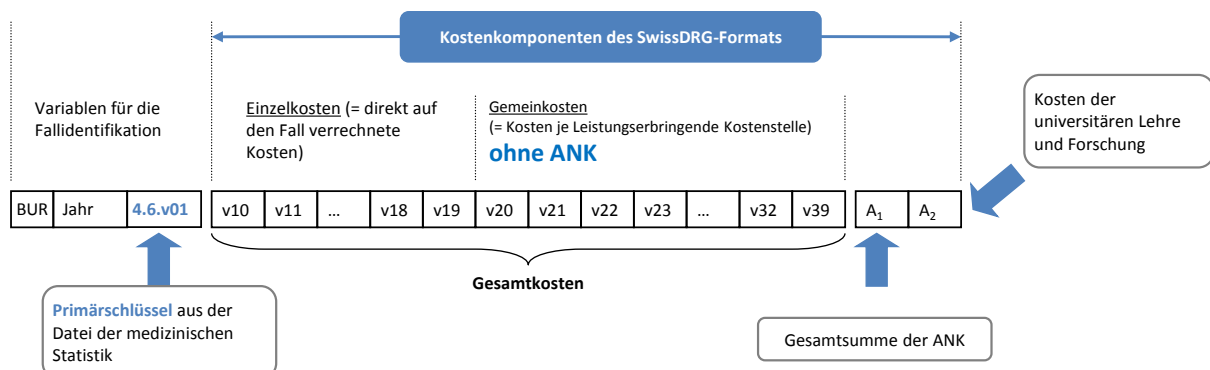 Kostenkomponenten des SwissDRG-Formats
Variablen für die
Fallidentifikation
Einzelkosten (= direkt auf
den Fall verrechnete
Kosten)
Gemeinkosten
(= Kosten je Leistungserbringende Kostenstelle)
ohne ANK
Kosten der
universitären Lehre
und Forschung
BUR Jahr 4.6.v01 v10 v11 ... v18 v19 v20 v21 v22 v23 ... v32 v39 A1 A2
Gesamtkosten
Primärschlüssel aus der
Datei der medizinischen
Statistik
Gesamtsumme der ANK